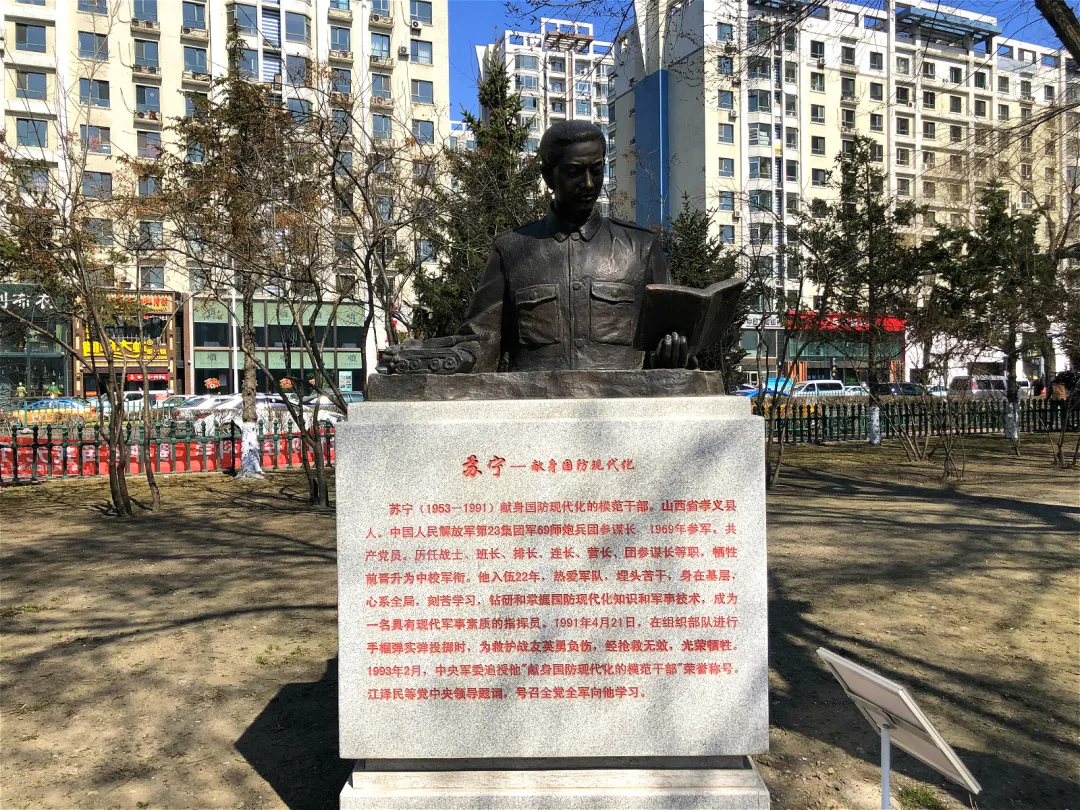 苏宁—献身国防现代化
苏宁（1953－1991）献身国防现代化的模范干部。山西省孝义县
人。中国人民解放军第23集团军69师炮兵团参谋长。1969年参军。共
产党员。历任战士、班长、排长、连长、营长、团参谋长等职。牺牲
前晋升为中校军衔。他入伍22年，热爱军队，埋头苦干，身在基层，
心系全局，刻苦学习，钻研和掌握国防现代化知识和军事技术，成为
一名具有现代军事素质的指挥员。1991年4月21日，在组织部队进行
手榴弹实弹投掷时，为救护战友英勇负伤，经抢救无效，光荣牺牲。
1993年2月，中央军委追授他"献身国防现代化的模范干部"荣誉称号。
江泽民等党中央领导题词，号召全党全军向他学习。